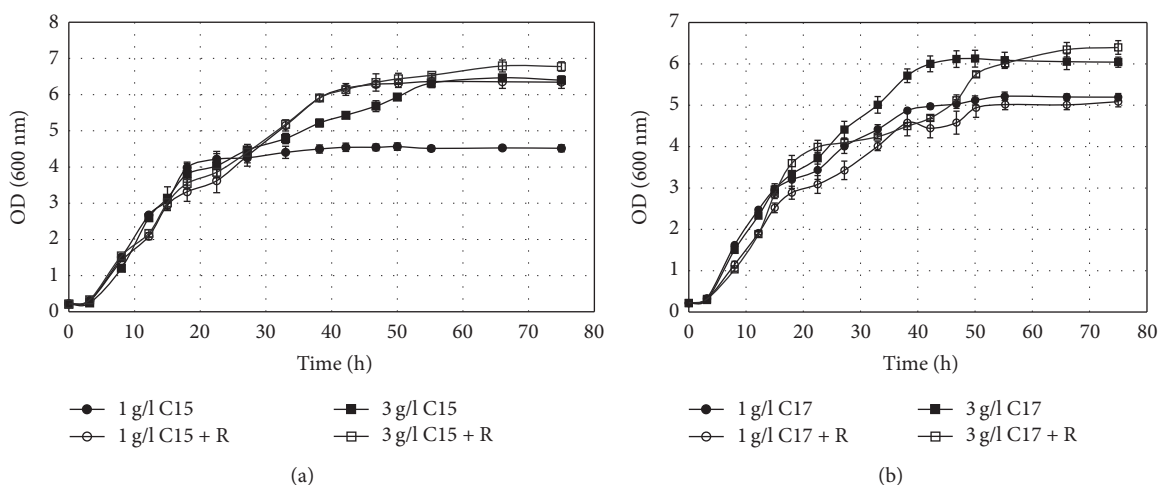 8
7
6
5
4
3
2
1
0
OD (600 nm)
0 10 20 30 40 50 60 70 80
Time (h)
1 g/l C15
1 g/l C15 + R
3 g/l C15
3 g/l C15 + R
(a)
7
6
5
4
3
2
1
0
OD (600 nm)
0 10 20 30 40 50 60 70 80
Time (h)
1 g/l C17
1 g/l C17 + R
3 g/l C17
3 g/l C17 + R
(b)